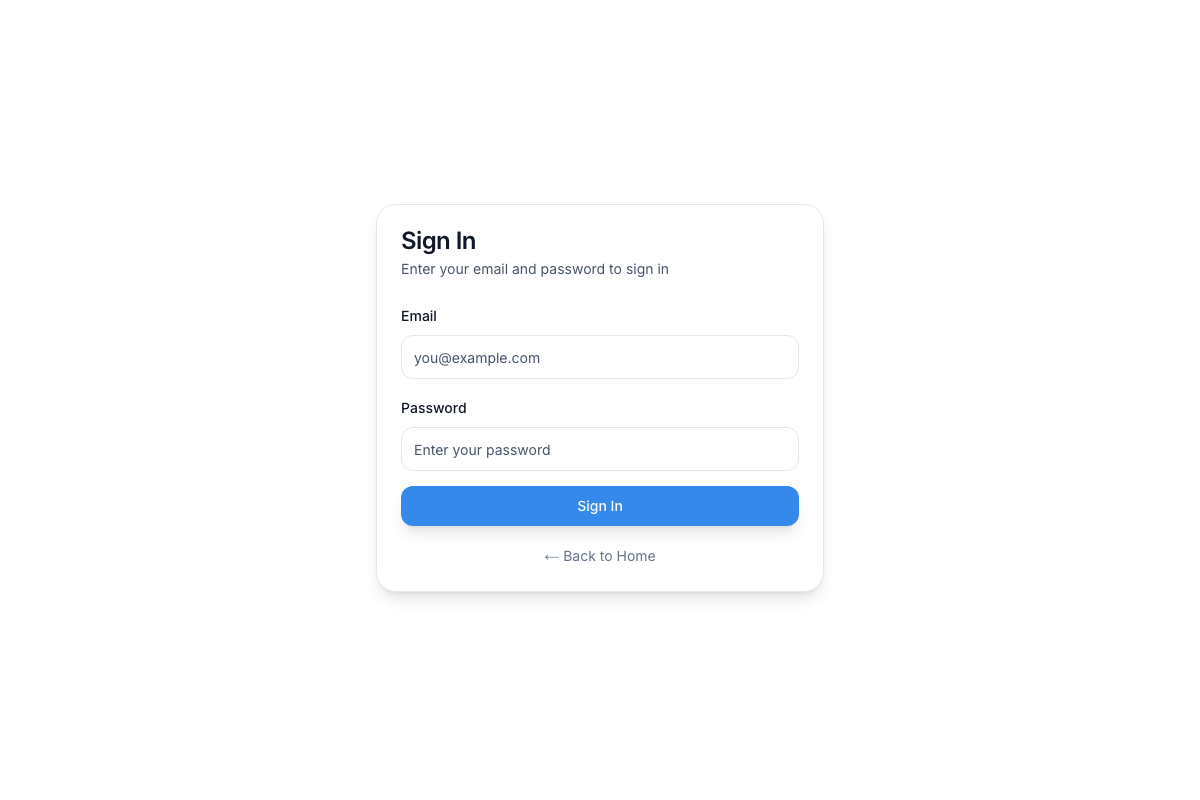 Sign In
Enter your email and password to sign in
Email
you@example.com
Password
Enter your password
Sign In
← Back to Home